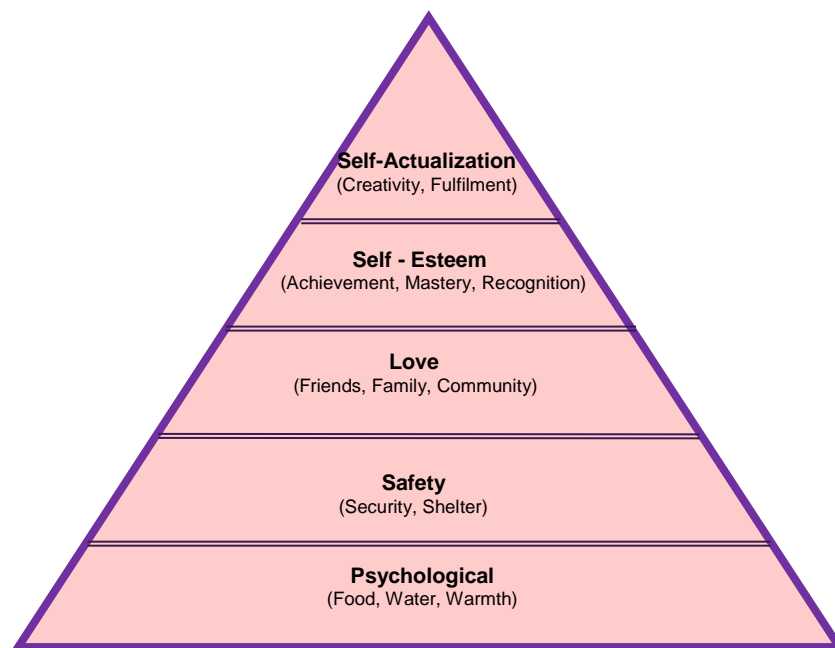 Self-Actualization
(Creativity, Fulfilment)
Self - Esteem
(Achievement, Mastery, Recognition)
Love
(Friends, Family, Community)
Safety
(Security, Shelter)
Psychological
(Food, Water, Warmth)